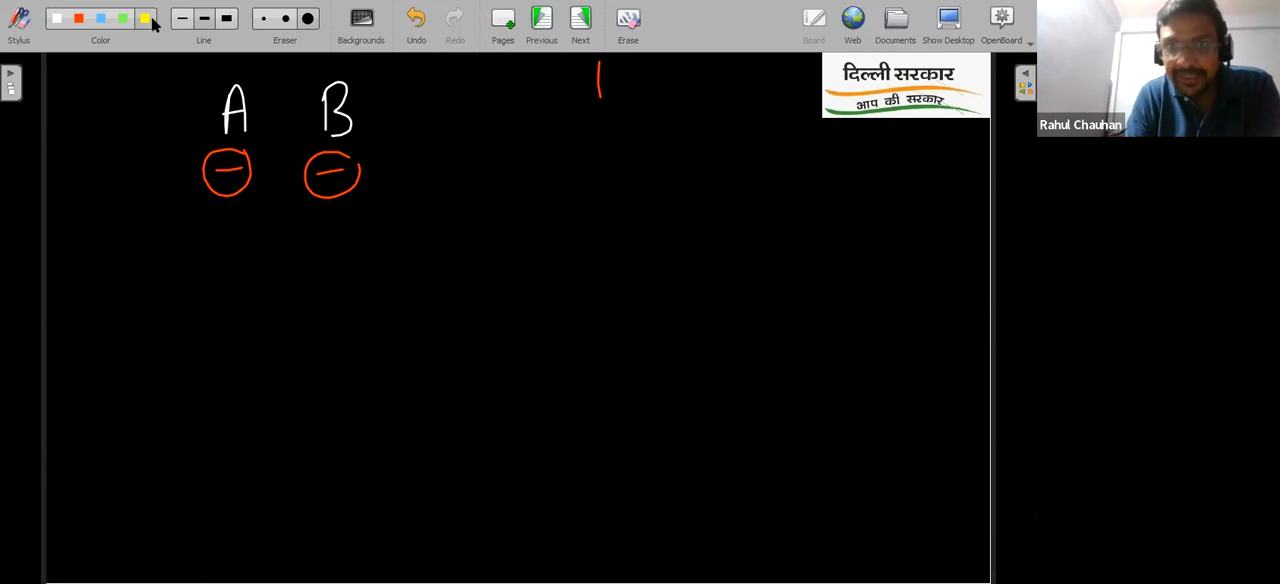 Stylus Color Line Eraser Backgrounds Undo Redo Pages Previous Next Erase Board Web Documents Show Desktop OpenBoard
दिल्ली सरकार
आप की सरकार
Rahul Chauhan
A B
− −
|